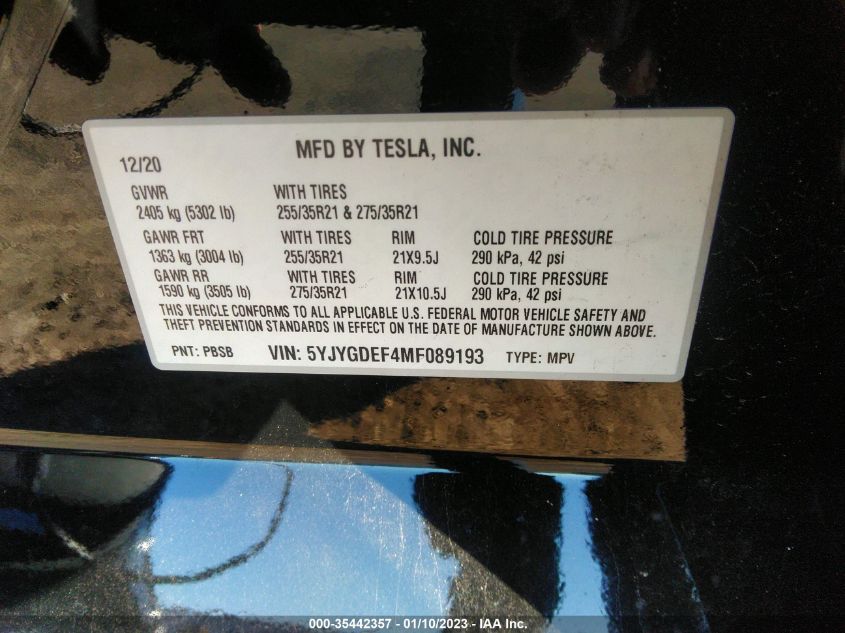 MFD BY TESLA, INC.
12/20
GVWR WITH TIRES
2405 kg (5302 lb) 255/35R21 & 275/35R21
GAWR FRT WITH TIRES RIM COLD TIRE PRESSURE
1363 kg (3004 lb) 255/35R21 21X9.5J 290 kPa, 42 psi
GAWR RR WITH TIRES RIM COLD TIRE PRESSURE
1590 kg (3505 lb) 275/35R21 21X10.5J 290 kPa, 42 psi
THIS VEHICLE CONFORMS TO ALL APPLICABLE U.S. FEDERAL MOTOR VEHICLE SAFETY AND
THEFT PREVENTION STANDARDS IN EFFECT ON THE DATE OF MANUFACTURE SHOWN ABOVE.
PNT: PBSB VIN: 5YJYGDEF4MF089193 TYPE: MPV
000-35442357 - 01/10/2023 - IAA Inc.